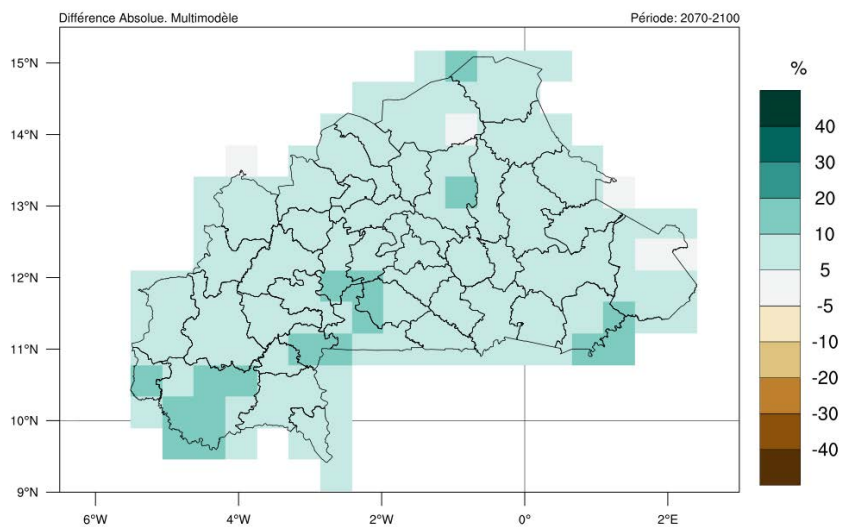 Différence Absolue. Multimodèle
Période: 2070-2100
15°N
14°N
13°N
12°N
11°N
10°N
9°N
6°W
4°W
2°W
0°
2°E
%
40
30
20
10
5
-5
-10
-20
-30
-40